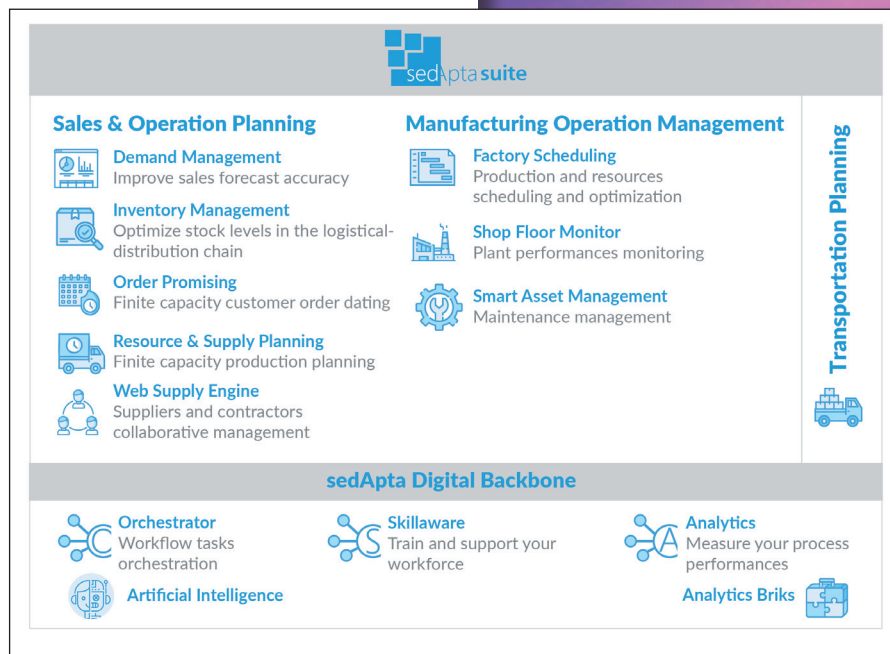 sedApta suite
Sales & Operation Planning
Demand Management
Improve sales forecast accuracy
Inventory Management
Optimize stock levels in the logistical-
distribution chain
Order Promising
Finite capacity customer order dating
Resource & Supply Planning
Finite capacity production planning
Web Supply Engine
Suppliers and contractors
collaborative management
Manufacturing Operation Management
Factory Scheduling
Production and resources
scheduling and optimization
Shop Floor Monitor
Plant performances monitoring
Smart Asset Management
Maintenance management
Transportation Planning
sedApta Digital Backbone
Orchestrator
Workflow tasks
orchestration
Artificial Intelligence
Skillaware
Train and support your
workforce
Analytics
Measure your process
performances
Analytics Briks